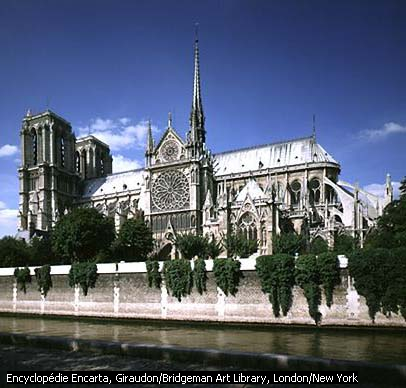 Encyclopédie Encarta, Giraudon/Bridgeman Art Library, London/New York